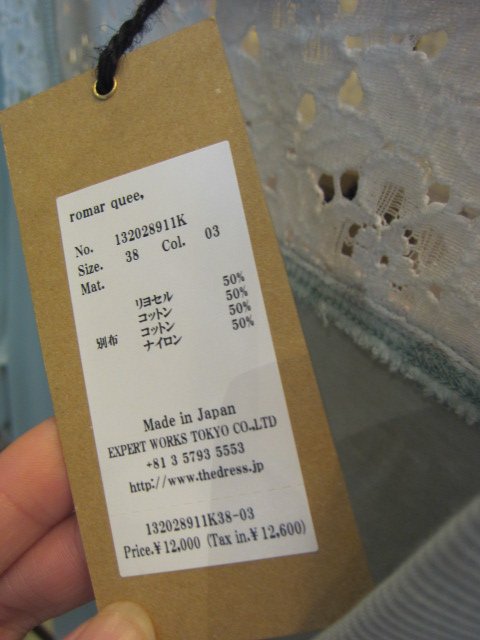 romar quee,
No. 132028911K
Size. 38 Col. 03
Mat.
リヨセル 50%
コットン 50%
別布 コットン 50%
ナイロン 50%
Made in Japan
EXPERT WORKS TOKYO CO.,LTD
+81 3 5793 5553
http://www.thedress.jp
132028911K38-03
Price.¥12,000 (Tax in.¥12,600)